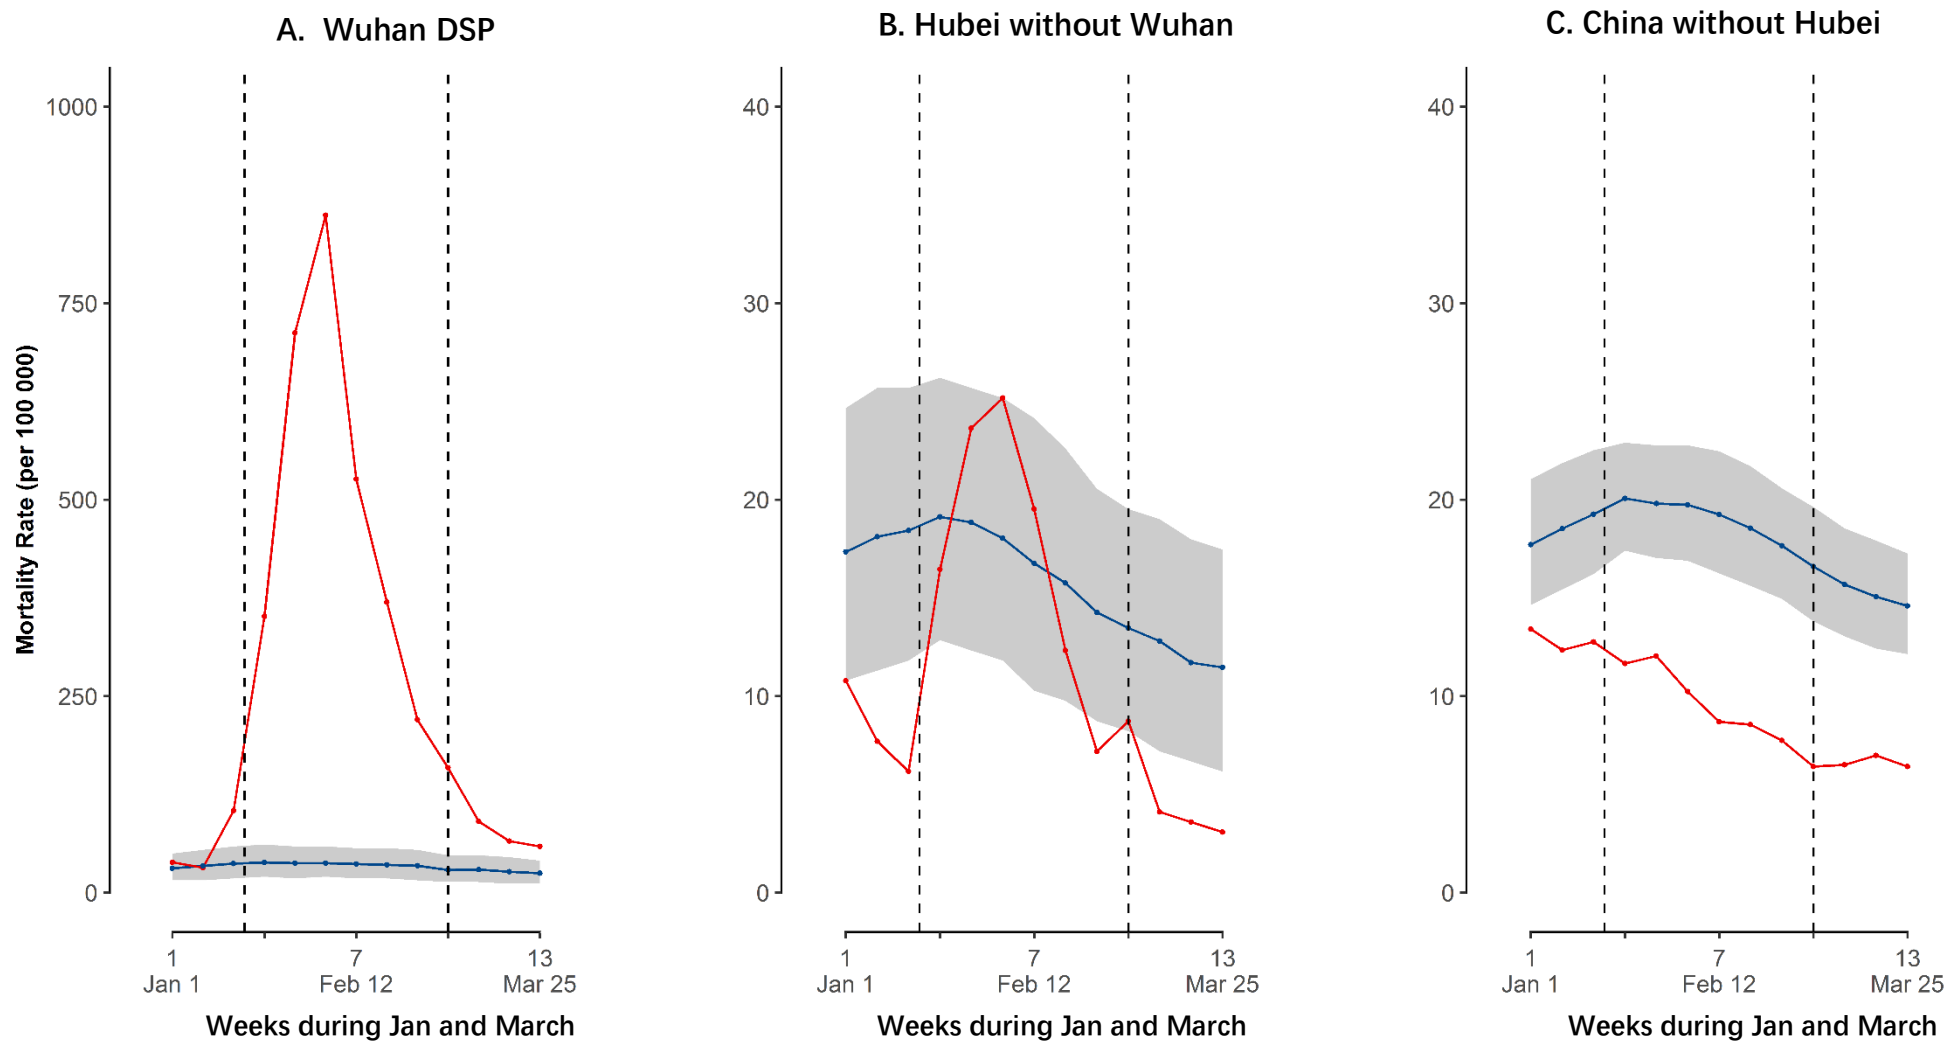 A. Wuhan DSP
B. Hubei without Wuhan
C. China without Hubei
Mortality Rate (per 100 000)
1000
750
500
250
0
1 7 13
Jan 1 Feb 12 Mar 25
Weeks during Jan and March
40
30
20
10
0
1 7 13
Jan 1 Feb 12 Mar 25
Weeks during Jan and March
40
30
20
10
0
1 7 13
Jan 1 Feb 12 Mar 25
Weeks during Jan and March